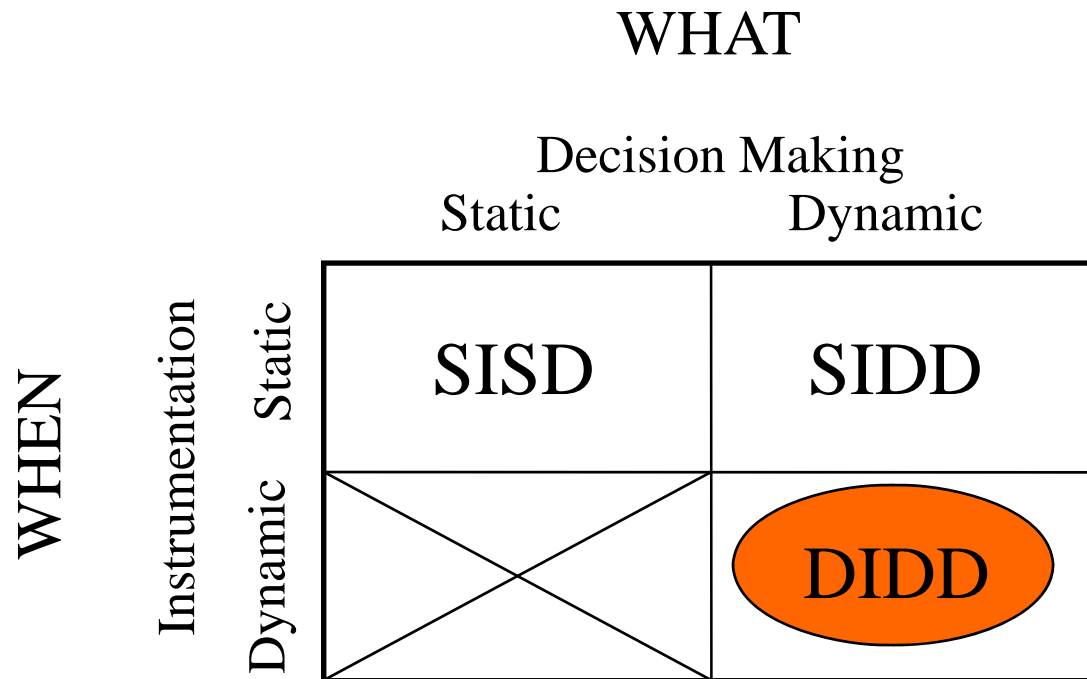 WHAT
Decision Making
Static Dynamic
WHEN
Instrumentation
Static
SISD SIDD
Dynamic
DIDD